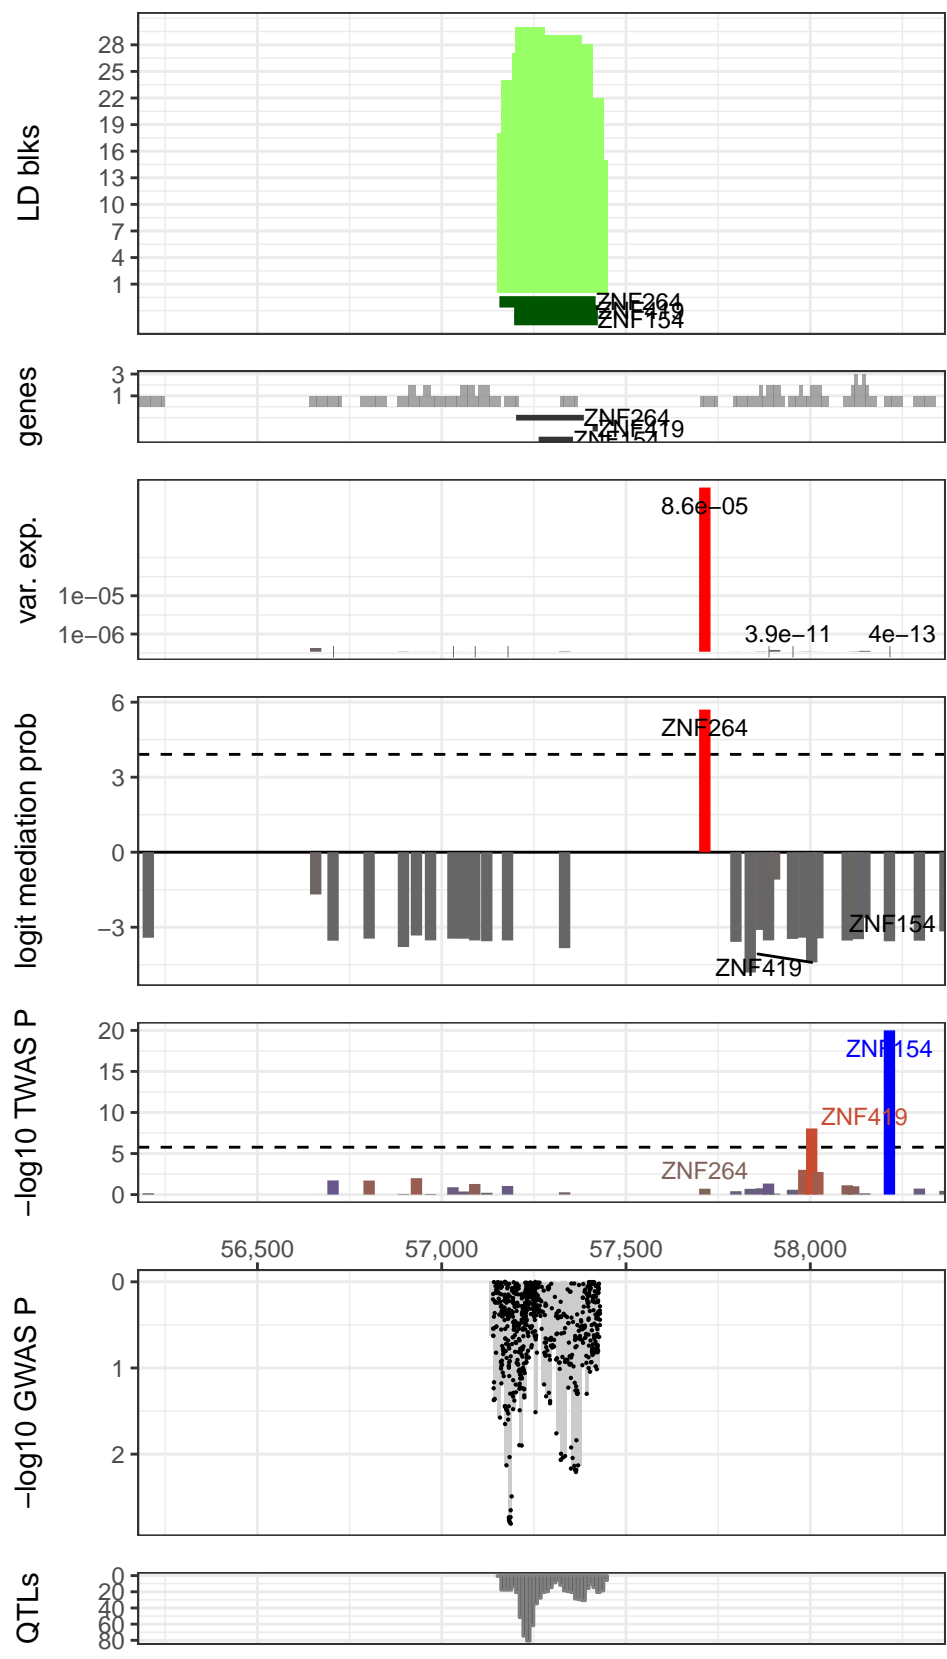 LD blks
28
25
22
19
16
13
10
7
4
1
ZNF264
ZNF419
ZNF154
genes
3
1
ZNF264
ZNF419
ZNF154
var. exp.
1e−05
1e−06
8.6e−05
3.9e−11
4e−13
logit mediation prob
6
3
0
−3
ZNF264
ZNF154
ZNF419
−log10 TWAS P
20
15
10
5
0
ZNF154
ZNF419
ZNF264
56,500
57,000
57,500
58,000
−log10 GWAS P
0
1
2
QTLs
0
20
40
60
80